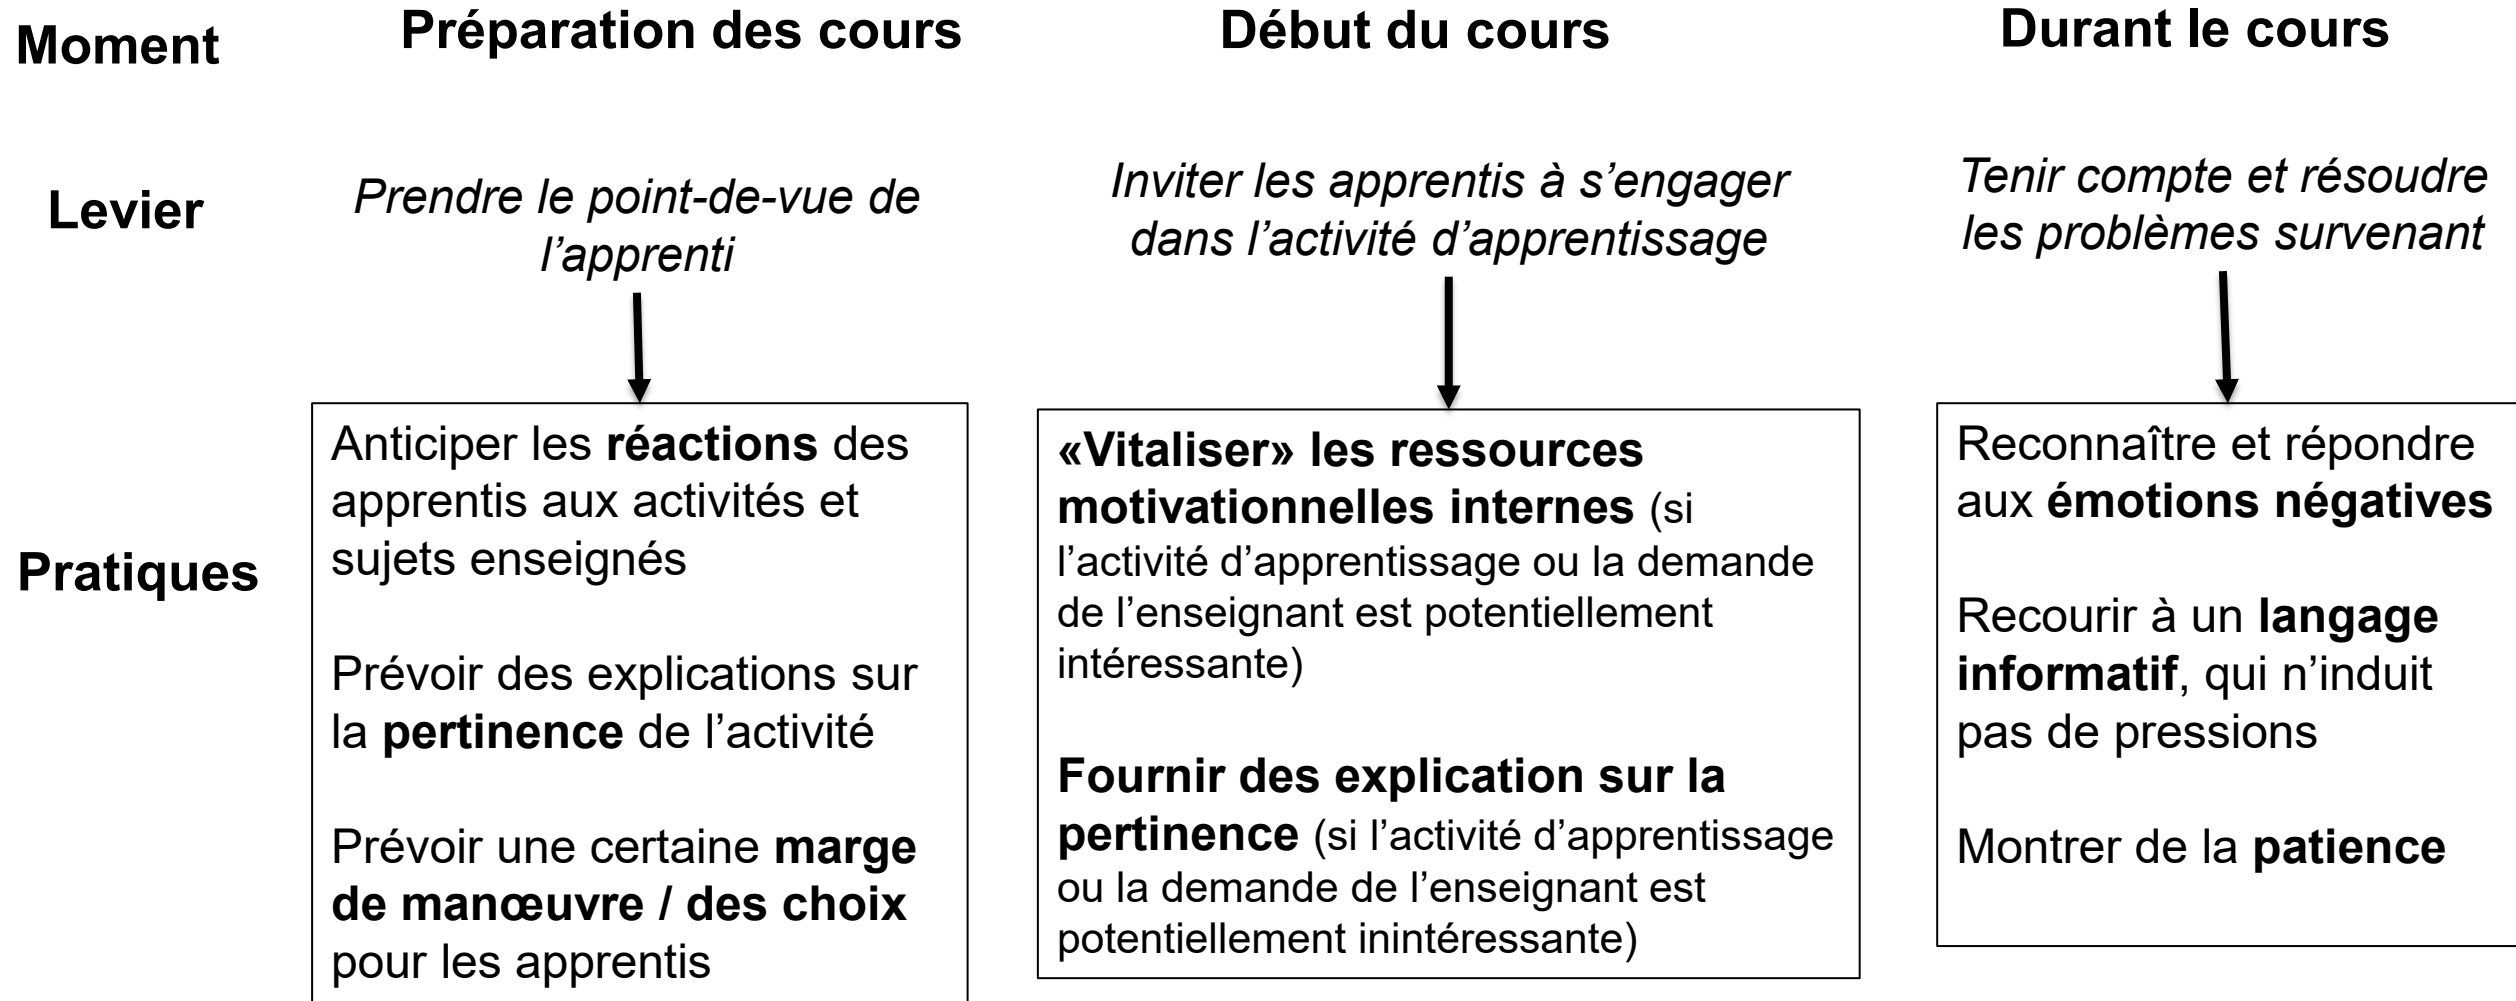 Moment
Préparation des cours
Début du cours
Durant le cours
Levier
Prendre le point-de-vue de
l’apprenti
Inviter les apprentis à s’engager
dans l’activité d’apprentissage
Tenir compte et résoudre
les problèmes survenant
Pratiques
Anticiper les réactions des
apprentis aux activités et
sujets enseignés
Prévoir des explications sur
la pertinence de l’activité
Prévoir une certaine marge
de manœuvre / des choix
pour les apprentis
«Vitaliser» les ressources
motivationnelles internes (si
l’activité d’apprentissage ou la demande
de l’enseignant est potentiellement
intéressante)
Fournir des explication sur la
pertinence (si l’activité d’apprentissage
ou la demande de l’enseignant est
potentiellement inintéressante)
Reconnaître et répondre
aux émotions négatives
Recourir à un langage
informatif, qui n’induit
pas de pressions
Montrer de la patience